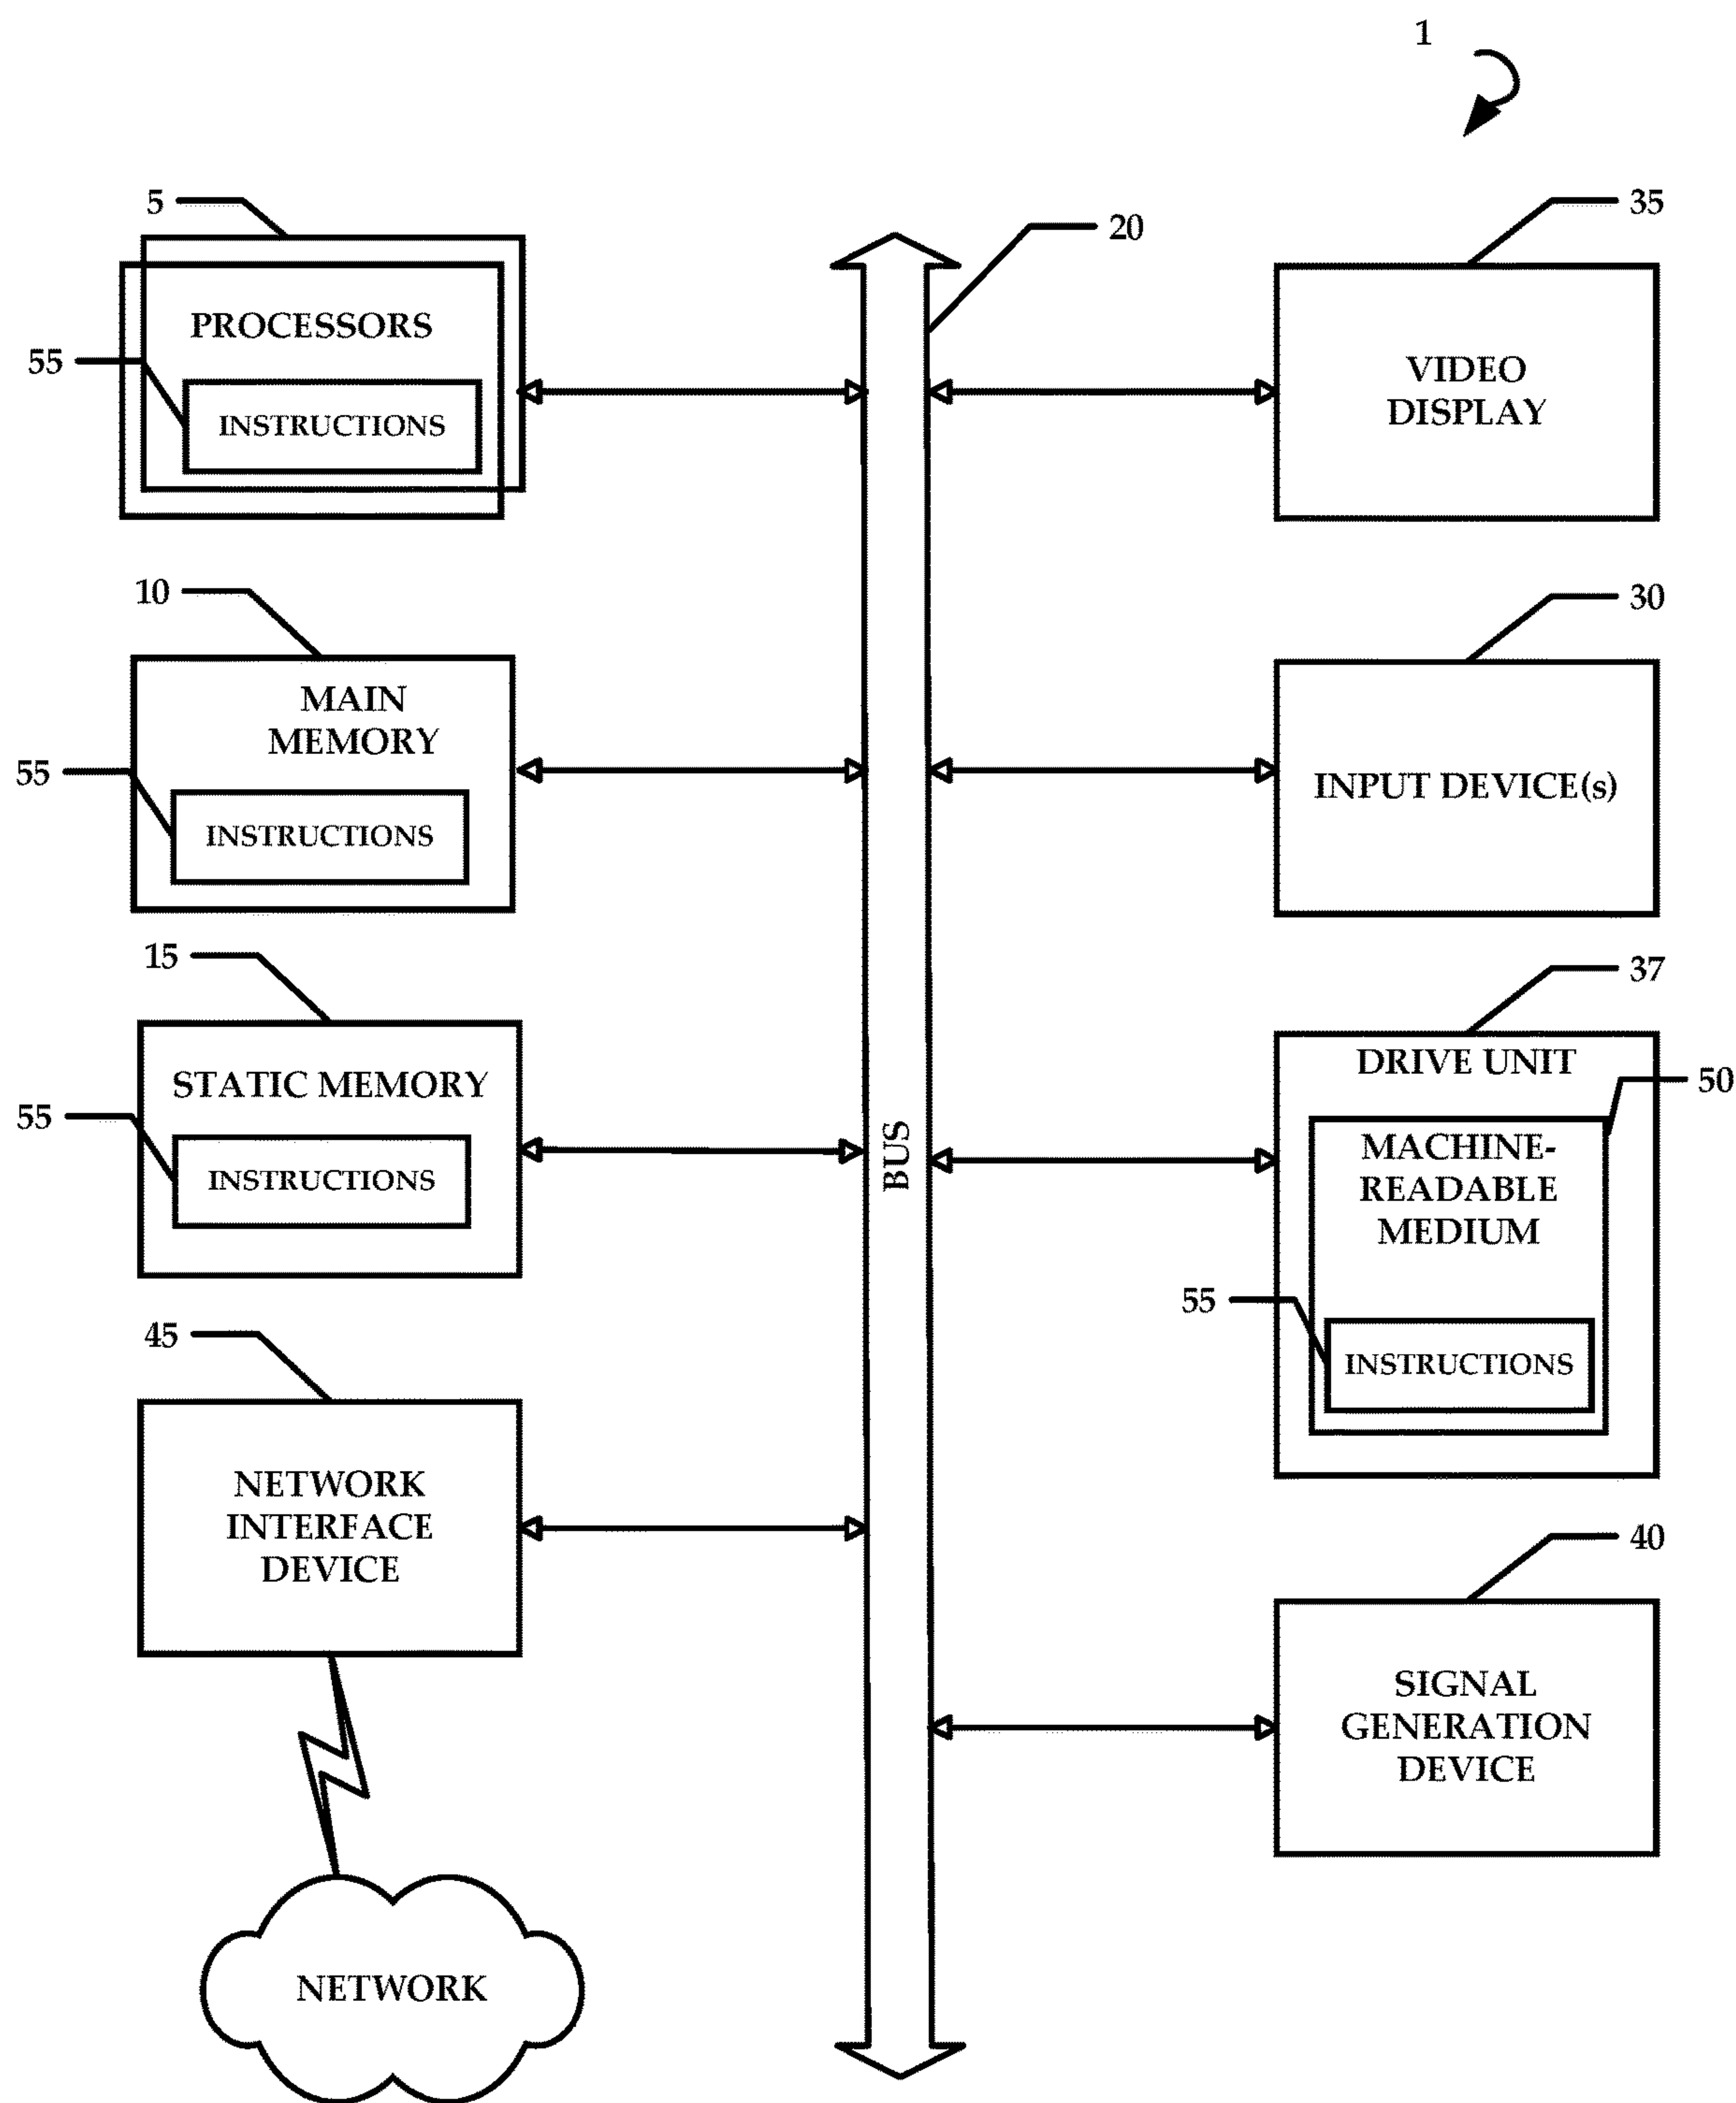 1
5
PROCESSORS
55
INSTRUCTIONS
10
MAIN
MEMORY
55
INSTRUCTIONS
15
STATIC MEMORY
55
INSTRUCTIONS
45
NETWORK
INTERFACE
DEVICE
NETWORK
20
BUS
35
VIDEO
DISPLAY
30
INPUT DEVICE(s)
37
DRIVE UNIT
50
MACHINE-
READABLE
MEDIUM
55
INSTRUCTIONS
40
SIGNAL
GENERATION
DEVICE